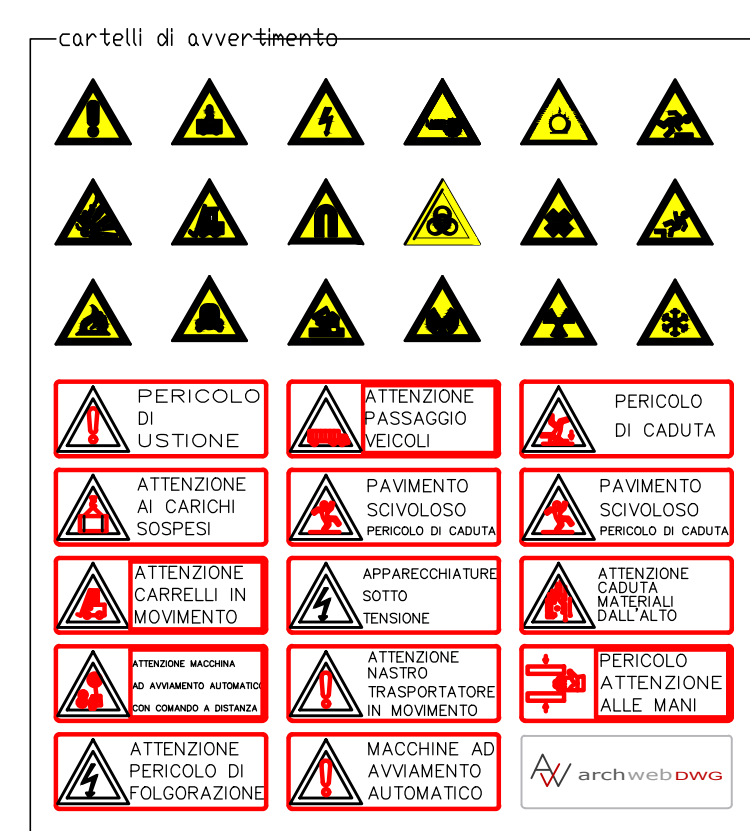 cartelli di avvertimento
PERICOLO
DI
USTIONE
ATTENZIONE
PASSAGGIO
VEICOLI
PERICOLO
DI CADUTA
ATTENZIONE
AI CARICHI
SOSPESI
PAVIMENTO
SCIVOLOSO
PERICOLO DI CADUTA
PAVIMENTO
SCIVOLOSO
PERICOLO DI CADUTA
ATTENZIONE
CARRELLI IN
MOVIMENTO
APPARECCHIATURE
SOTTO
TENSIONE
ATTENZIONE
CADUTA
MATERIALI
DALL'ALTO
ATTENZIONE MACCHINA
AD AVVIAMENTO AUTOMATICO
CON COMANDO A DISTANZA
ATTENZIONE
NASTRO
TRASPORTATORE
IN MOVIMENTO
PERICOLO
ATTENZIONE
ALLE MANI
ATTENZIONE
PERICOLO DI
FOLGORAZIONE
MACCHINE AD
AVVIAMENTO
AUTOMATICO
archwebDWG